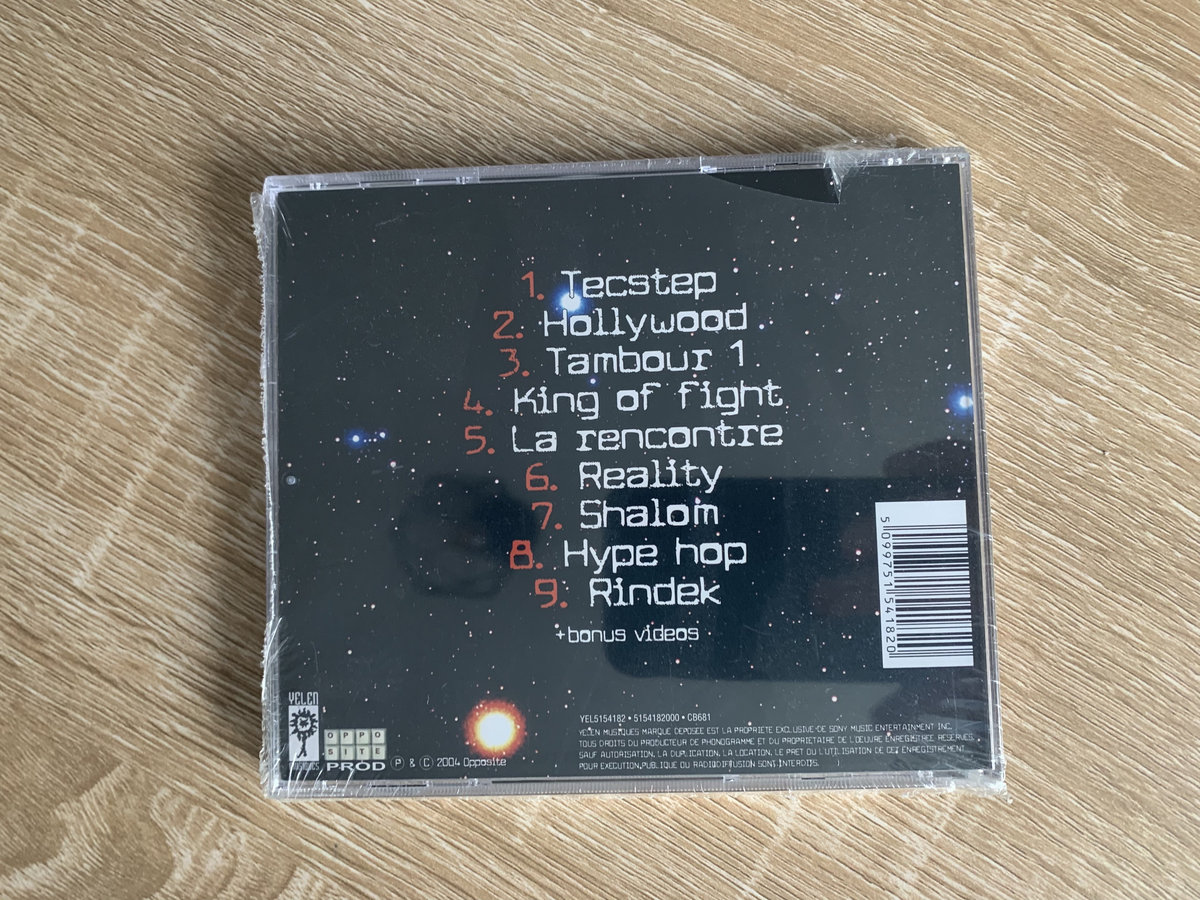 1. Tecstep
2. Hollywood
3. Tambour 1
4. King of fight
5. La rencontre
6. Reality
7. Shalom
8. Hype hop
9. Rindek
+bonus videos
5 099751 541820
YELEN
MUSIQUES
OPPO
SITE
PROD
℗ & © 2004 Opposite
YEL5154182 • 5154182000 • CB681
YELEN MUSIQUES MARQUE DEPOSEE EST LA PROPRIETE EXCLUSIVE DE SONY MUSIC ENTERTAINMENT INC.
TOUS DROITS DU PRODUCTEUR DE PHONOGRAMME ET DU PROPRIETAIRE DE L'OEUVRE ENREGISTREE RESERVES.
SAUF AUTORISATION, LA DUPLICATION, LA LOCATION, LE PRET OU L'UTILISATION DE CET ENREGISTREMENT
POUR EXECUTION PUBLIQUE OU RADIODIFFUSION SONT INTERDITS.